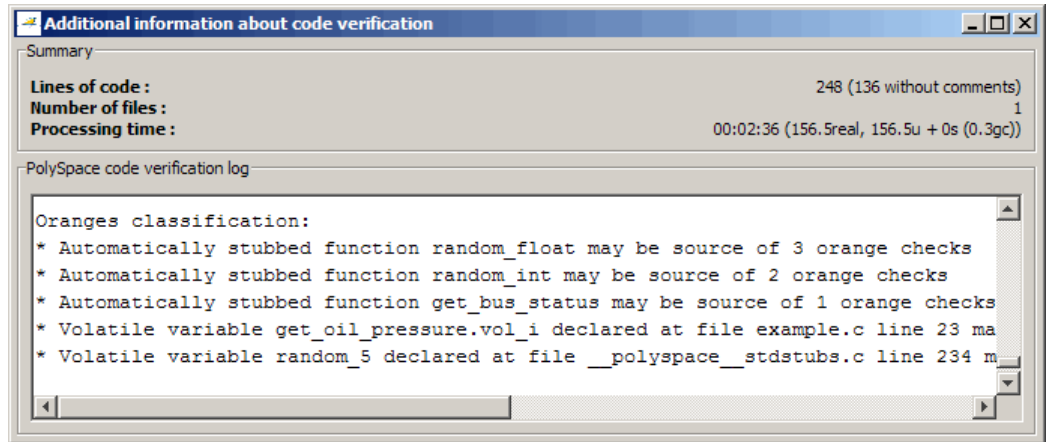 Additional information about code verification
Summary
Lines of code : 248 (136 without comments)
Number of files : 1
Processing time : 00:02:36 (156.5real, 156.5u + 0s (0.3gc))
PolySpace code verification log
Oranges classification:
* Automatically stubbed function random_float may be source of 3 orange checks
* Automatically stubbed function random_int may be source of 2 orange checks
* Automatically stubbed function get_bus_status may be source of 1 orange checks
* Volatile variable get_oil_pressure.vol_i declared at file example.c line 23 ma
* Volatile variable random_5 declared at file __polyspace__stdstubs.c line 234 m